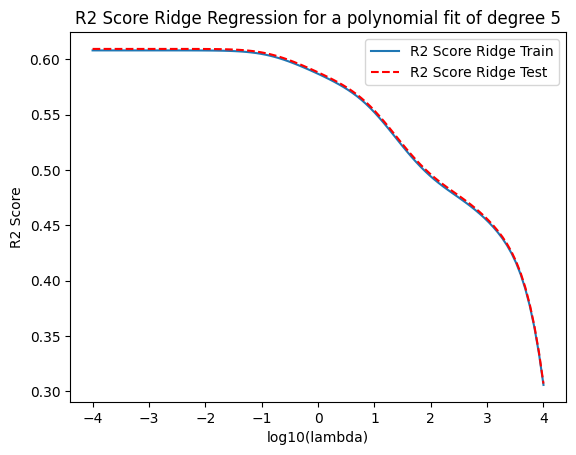 R2 Score Ridge Regression for a polynomial fit of degree 5
R2 Score Ridge Train
R2 Score Ridge Test
R2 Score
0.60
0.55
0.50
0.45
0.40
0.35
0.30
−4 −3 −2 −1 0 1 2 3 4
log10(lambda)